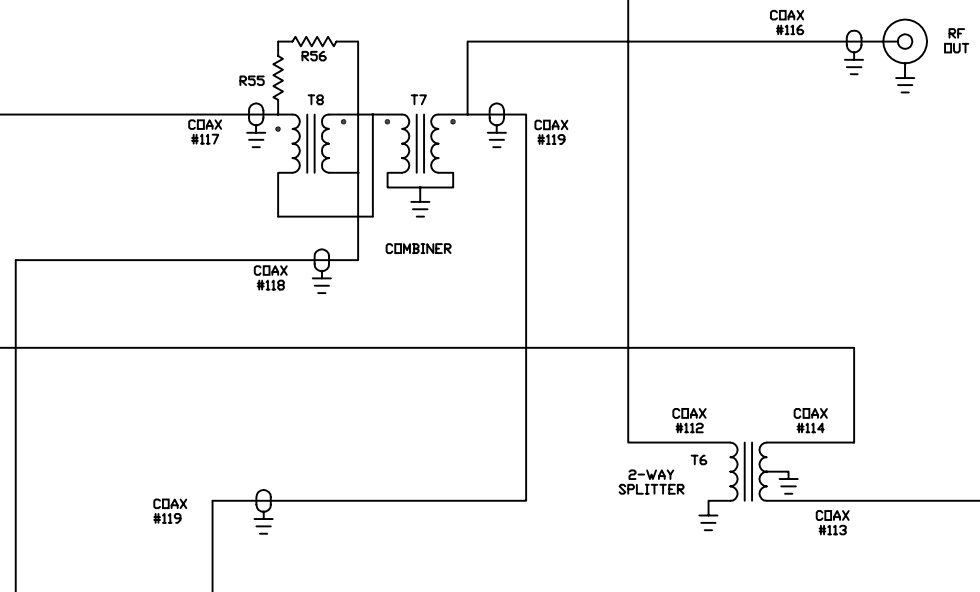 COAX
#116
RF
OUT
R56
R55
T8
T7
COAX
#117
COAX
#119
COMBINER
COAX
#118
COAX
#112
COAX
#114
T6
2-WAY
SPLITTER
COAX
#119
COAX
#113